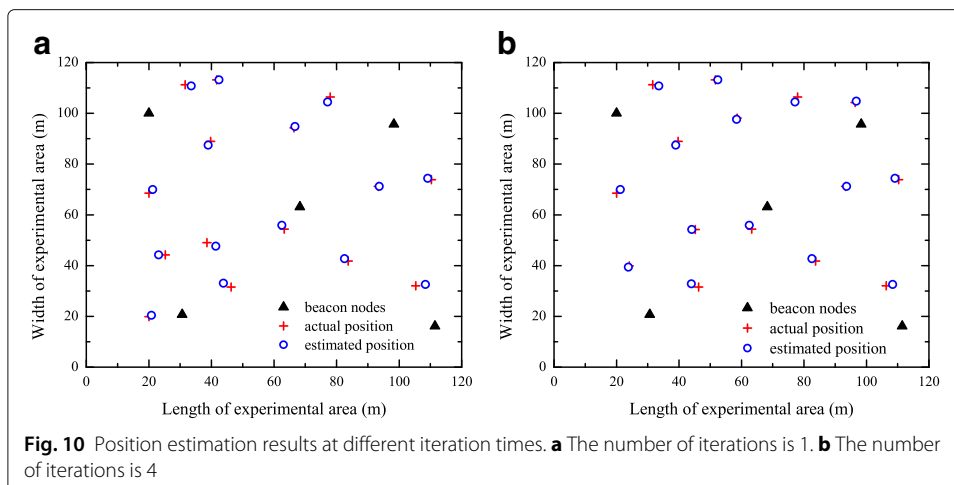 a
120
100
80
60
40
20
0
Width of experimental area (m)
beacon nodes
actual position
estimated position
0 20 40 60 80 100 120
Length of experimental area (m)
b
120
100
80
60
40
20
0
Width of experimental area (m)
beacon nodes
actual position
estimated position
0 20 40 60 80 100 120
Length of experimental area (m)
Fig. 10 Position estimation results at different iteration times. a The number of iterations is 1. b The number
of iterations is 4